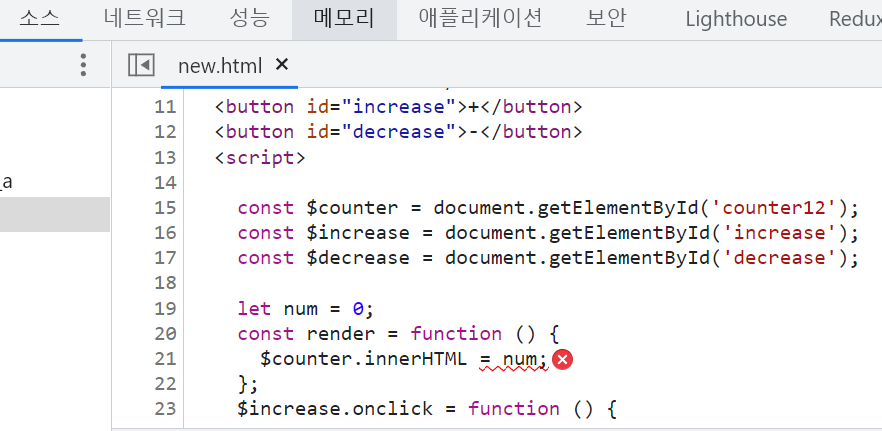 소스 네트워크 성능 메모리 애플리케이션 보안 Lighthouse Redux
new.html ×
_a
11 <button id="increase">+</button>
12 <button id="decrease">-</button>
13 <script>
14
15 const $counter = document.getElementById('counter12');
16 const $increase = document.getElementById('increase');
17 const $decrease = document.getElementById('decrease');
18
19 let num = 0;
20 const render = function () {
21 $counter.innerHTML = num;
22 };
23 $increase.onclick = function () {